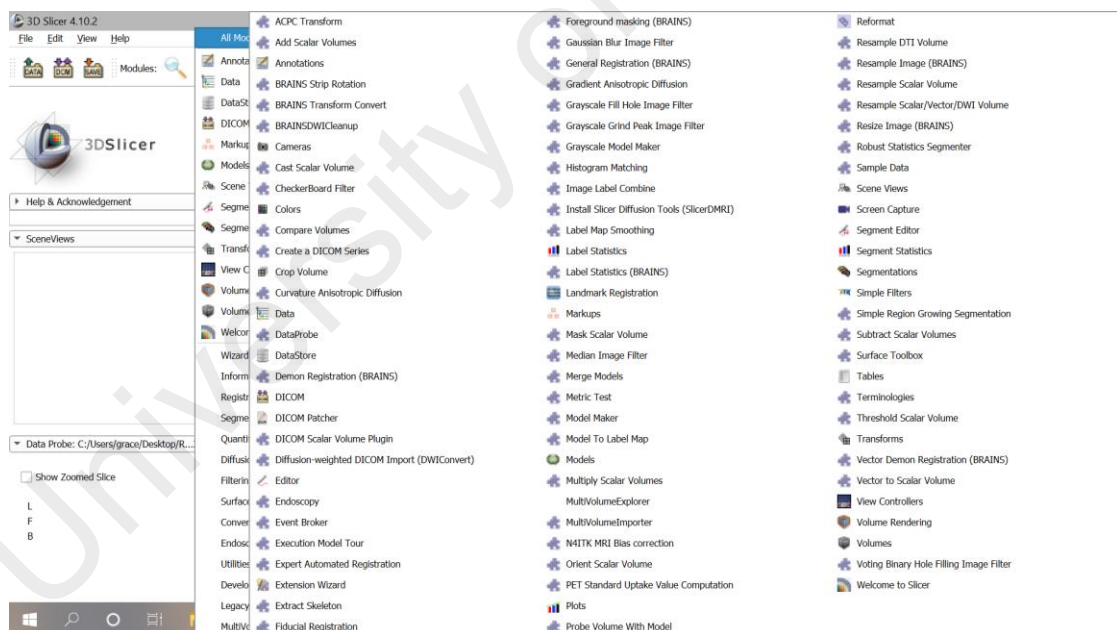 3D Slicer 4.10.2
File Edit View Help
DATA DCM SAVE Modules:
3DSlicer
Help & Acknowledgement
SceneViews
Data Probe: C:/Users/grace/Desktop/R...
Show Zoomed Slice
L
F
B
All Moc
Annota
Data
DataSt
DICOM
Markup
Models
Scene
Segme
Segme
Transfo
View C
Volume
Volume
Welcor
Wizard
Inform
Registr
Segme
Quanti
Diffusio
Filterin
Surface
Conver
Endosc
Utilities
Develo
Legacy
MultiVo
ACPC Transform
Add Scalar Volumes
Annotations
BRAINS Strip Rotation
BRAINS Transform Convert
BRAINSDWICleanup
Cameras
Cast Scalar Volume
CheckerBoard Filter
Colors
Compare Volumes
Create a DICOM Series
Crop Volume
Curvature Anisotropic Diffusion
Data
DataProbe
DataStore
Demon Registration (BRAINS)
DICOM
DICOM Patcher
DICOM Scalar Volume Plugin
Diffusion-weighted DICOM Import (DWIConvert)
Editor
Endoscopy
Event Broker
Execution Model Tour
Expert Automated Registration
Extension Wizard
Extract Skeleton
Fiducial Registration
Foreground masking (BRAINS)
Gaussian Blur Image Filter
General Registration (BRAINS)
Gradient Anisotropic Diffusion
Grayscale Fill Hole Image Filter
Grayscale Grind Peak Image Filter
Grayscale Model Maker
Histogram Matching
Image Label Combine
Install Slicer Diffusion Tools (SlicerDMRI)
Label Map Smoothing
Label Statistics
Label Statistics (BRAINS)
Landmark Registration
Markups
Mask Scalar Volume
Median Image Filter
Merge Models
Metric Test
Model Maker
Model To Label Map
Models
Multiply Scalar Volumes
MultiVolumeExplorer
MultiVolumeImporter
N4ITK MRI Bias correction
Orient Scalar Volume
PET Standard Uptake Value Computation
Plots
Probe Volume With Model
Reformat
Resample DTI Volume
Resample Image (BRAINS)
Resample Scalar Volume
Resample Scalar/Vector/DWI Volume
Resize Image (BRAINS)
Robust Statistics Segmenter
Sample Data
Scene Views
Screen Capture
Segment Editor
Segment Statistics
Segmentations
Simple Filters
Simple Region Growing Segmentation
Subtract Scalar Volumes
Surface Toolbox
Tables
Terminologies
Threshold Scalar Volume
Transforms
Vector Demon Registration (BRAINS)
Vector to Scalar Volume
View Controllers
Volume Rendering
Volumes
Voting Binary Hole Filling Image Filter
Welcome to Slicer
University of